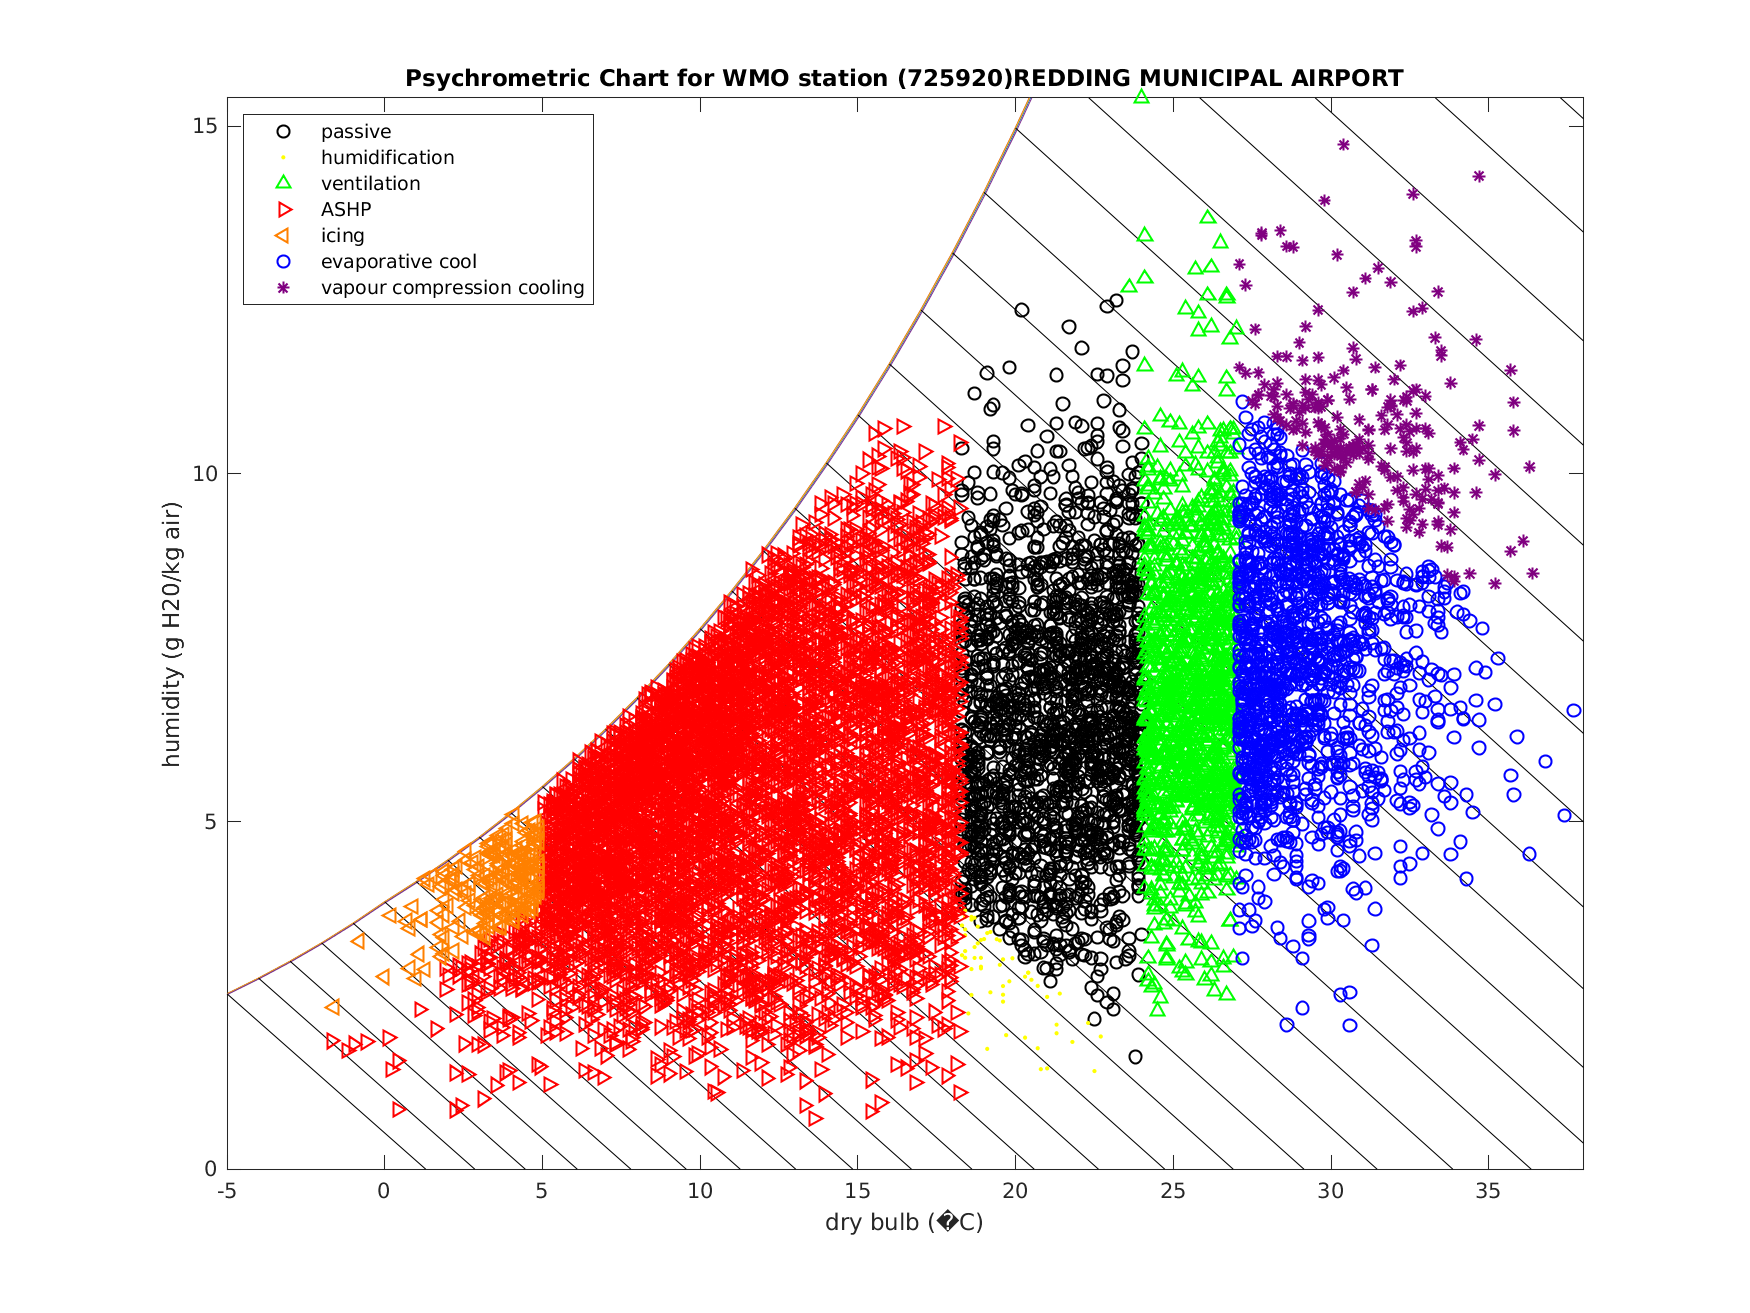 Psychrometric Chart for WMO station (725920)REDDING MUNICIPAL AIRPORT
passive
humidification
ventilation
ASHP
icing
evaporative cool
vapour compression cooling
15
10
5
0
humidity (g H20/kg air)
-5 0 5 10 15 20 25 30 35
dry bulb (�C)